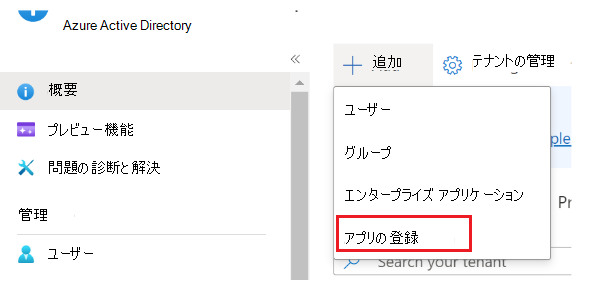 Azure Active Directory
概要
プレビュー機能
問題の診断と解決
管理
ユーザー
追加
テナントの管理
ユーザー
グループ
ple
エンタープライズ アプリケーション
Pr
アプリの登録
Search your tenant